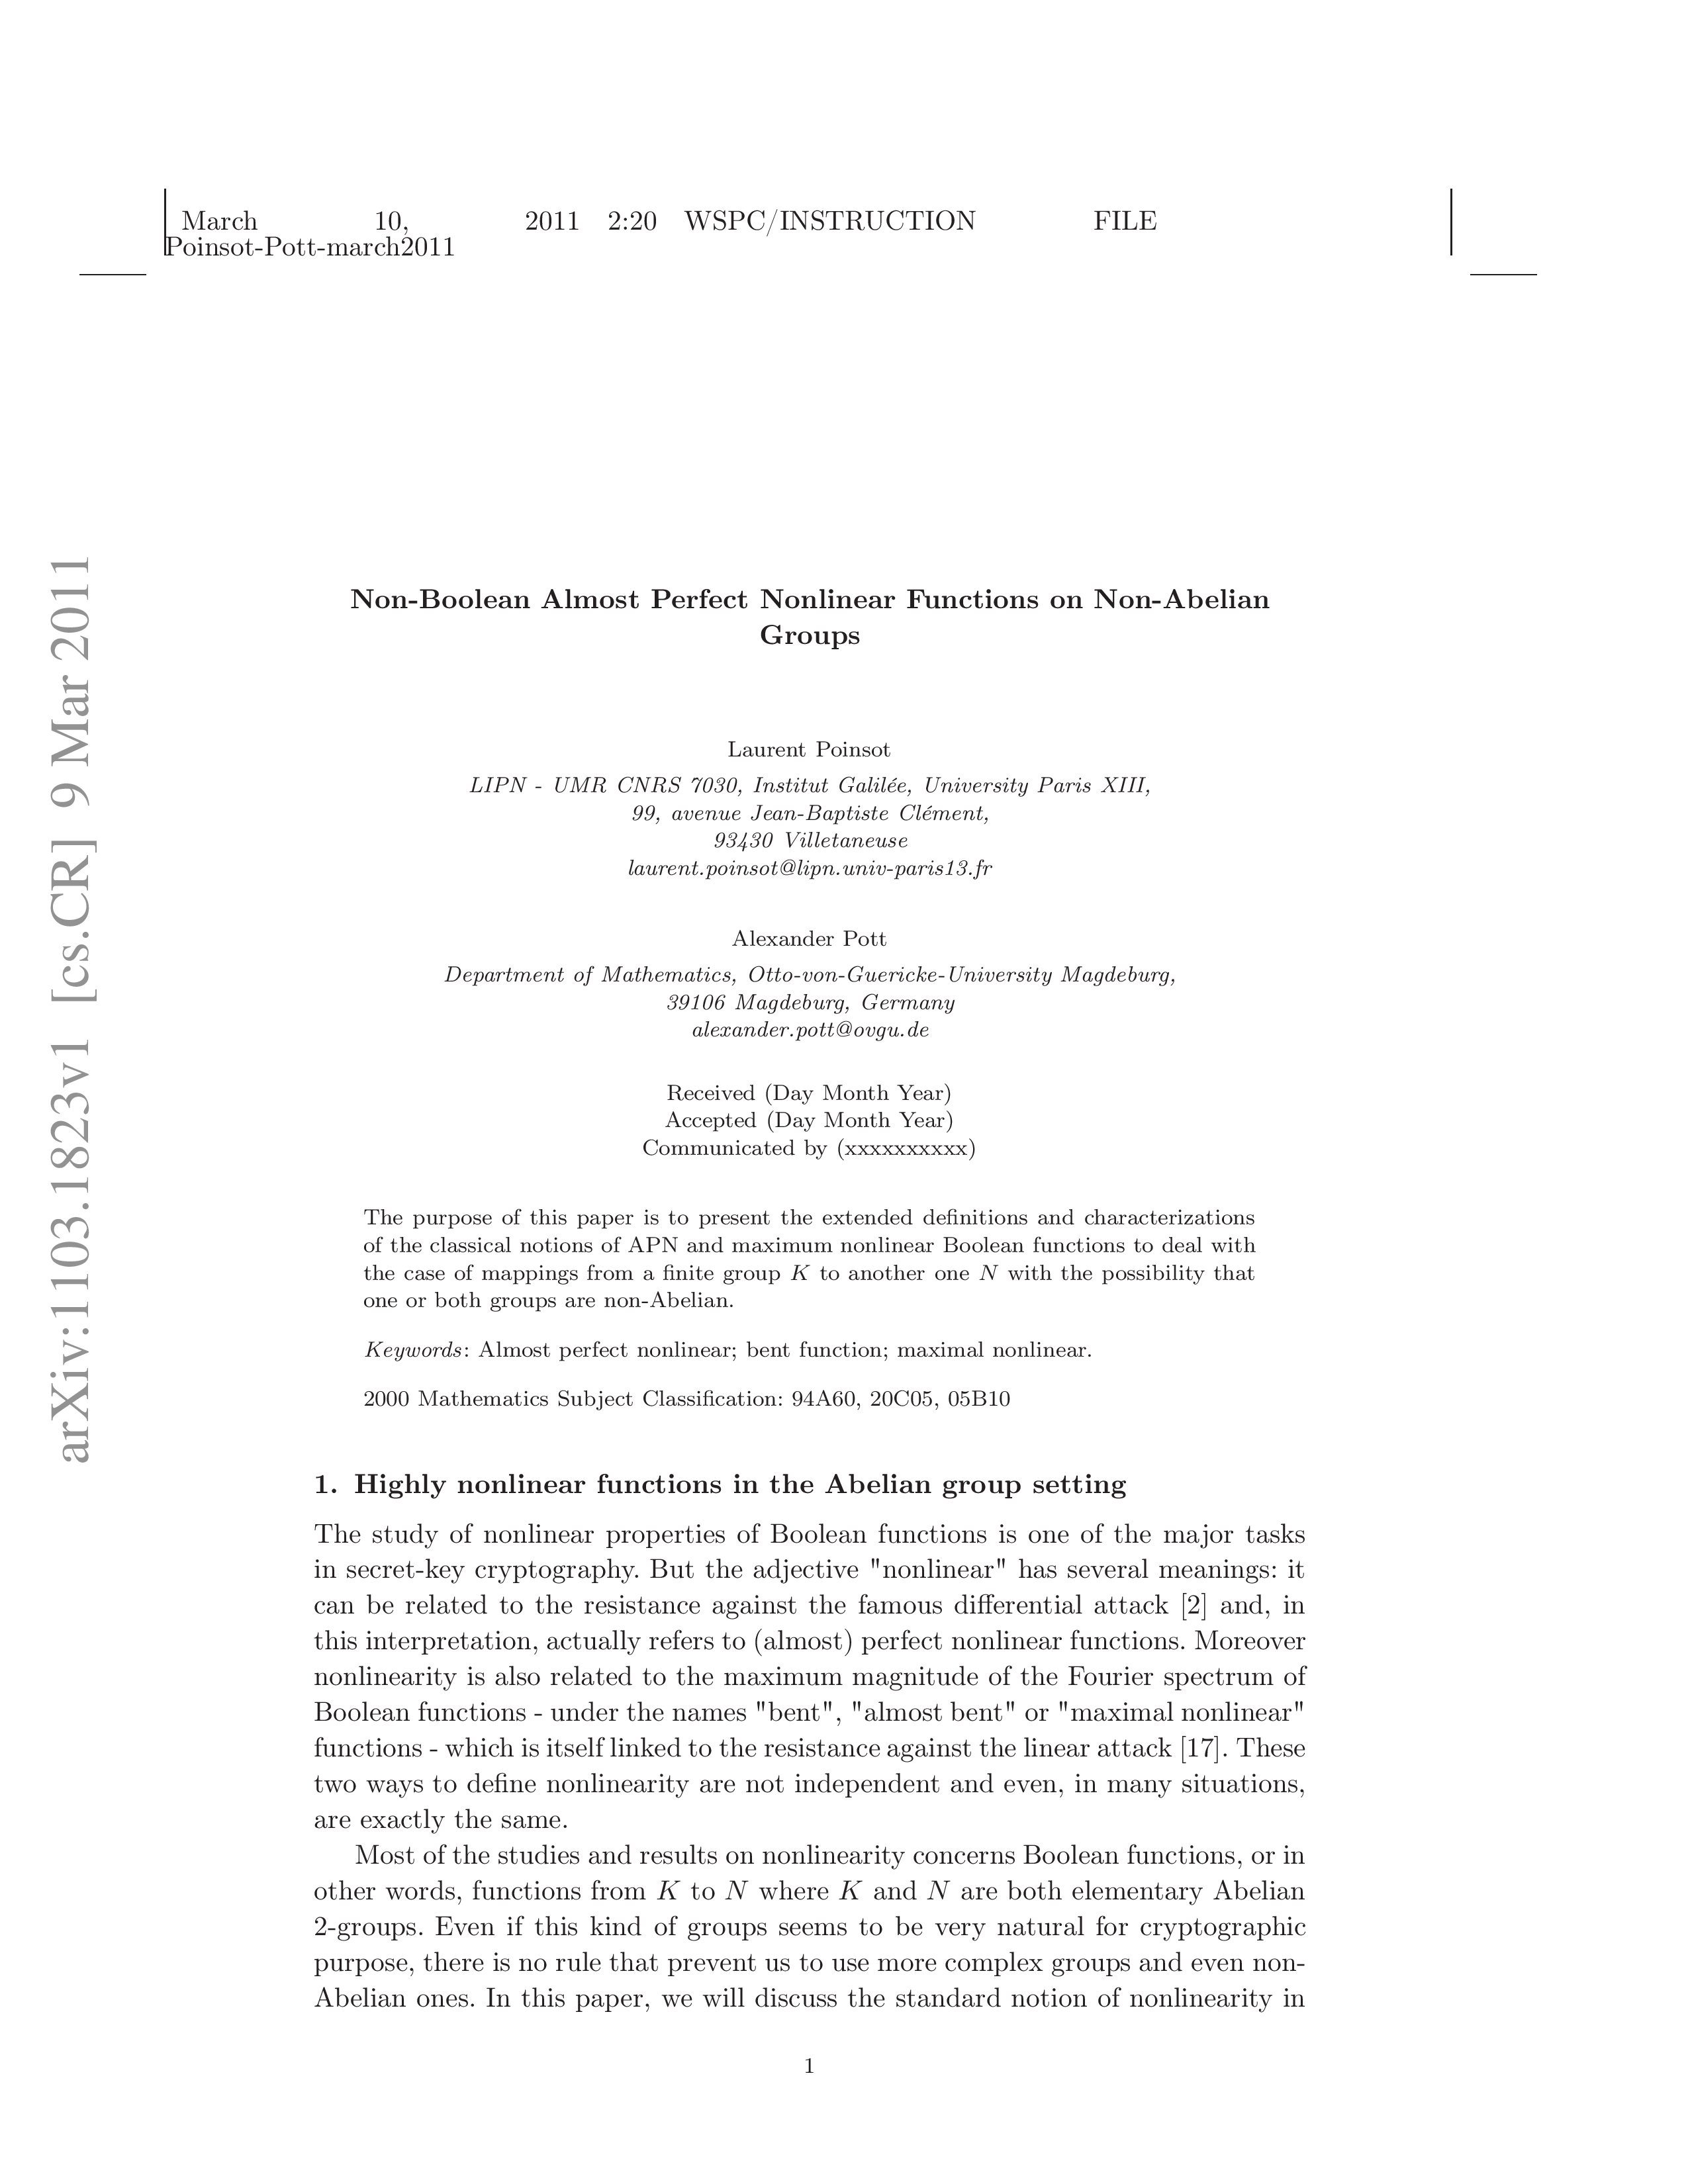 March 10, 2011 2:20 WSPC/INSTRUCTION FILE
Poinsot-Pott-march2011
arXiv:1103.1823v1 [cs.CR] 9 Mar 2011
Non-Boolean Almost Perfect Nonlinear Functions on Non-Abelian
Groups
Laurent Poinsot
LIPN - UMR CNRS 7030, Institut Galilée, University Paris XIII,
99, avenue Jean-Baptiste Clément,
93430 Villetaneuse
laurent.poinsot@lipn.univ-paris13.fr
Alexander Pott
Department of Mathematics, Otto-von-Guericke-University Magdeburg,
39106 Magdeburg, Germany
alexander.pott@ovgu.de
Received (Day Month Year)
Accepted (Day Month Year)
Communicated by (xxxxxxxxxx)
The purpose of this paper is to present the extended definitions and characterizations
of the classical notions of APN and maximum nonlinear Boolean functions to deal with
the case of mappings from a finite group K to another one N with the possibility that
one or both groups are non-Abelian.
Keywords: Almost perfect nonlinear; bent function; maximal nonlinear.
2000 Mathematics Subject Classification: 94A60, 20C05, 05B10
1. Highly nonlinear functions in the Abelian group setting
The study of nonlinear properties of Boolean functions is one of the major tasks
in secret-key cryptography. But the adjective "nonlinear" has several meanings: it
can be related to the resistance against the famous differential attack [2] and, in
this interpretation, actually refers to (almost) perfect nonlinear functions. Moreover
nonlinearity is also related to the maximum magnitude of the Fourier spectrum of
Boolean functions - under the names "bent", "almost bent" or "maximal nonlinear"
functions - which is itself linked to the resistance against the linear attack [17]. These
two ways to define nonlinearity are not independent and even, in many situations,
are exactly the same.
Most of the studies and results on nonlinearity concerns Boolean functions, or in
other words, functions from K to N where K and N are both elementary Abelian
2-groups. Even if this kind of groups seems to be very natural for cryptographic
purpose, there is no rule that prevent us to use more complex groups and even non-
Abelian ones. In this paper, we will discuss the standard notion of nonlinearity in
1